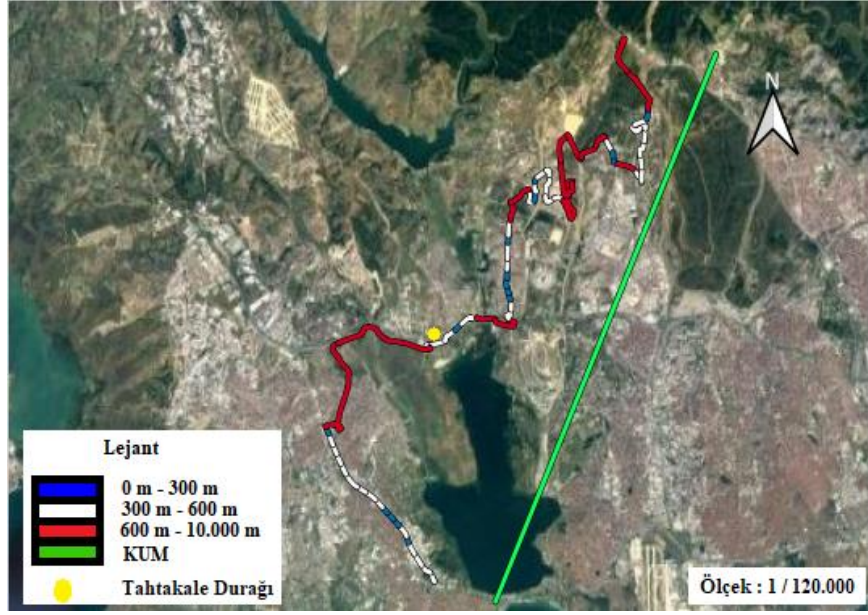 N
Lejant
0 m - 300 m
300 m - 600 m
600 m - 10.000 m
KUM
Tahtakale Durağı
Ölçek : 1 / 120.000